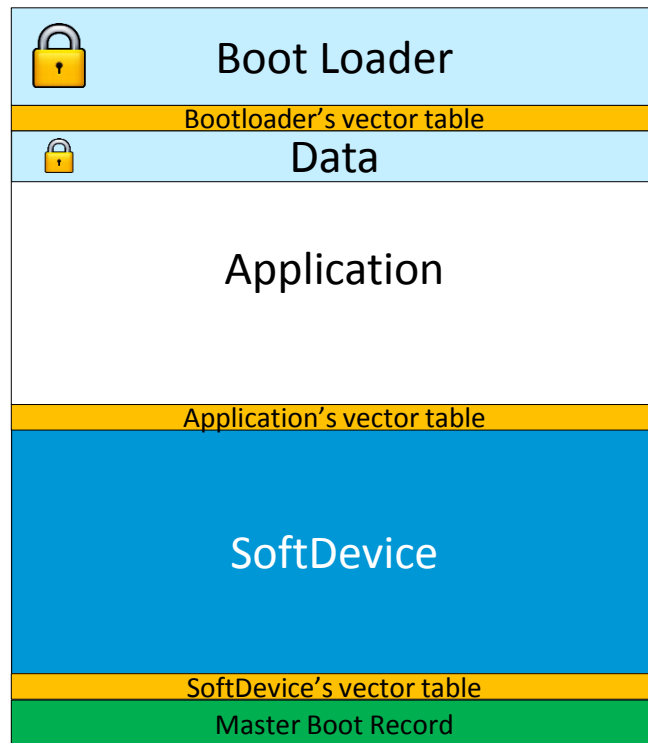 Boot Loader
Bootloader's vector table
Data
Application
Application's vector table
SoftDevice
SoftDevice's vector table
Master Boot Record